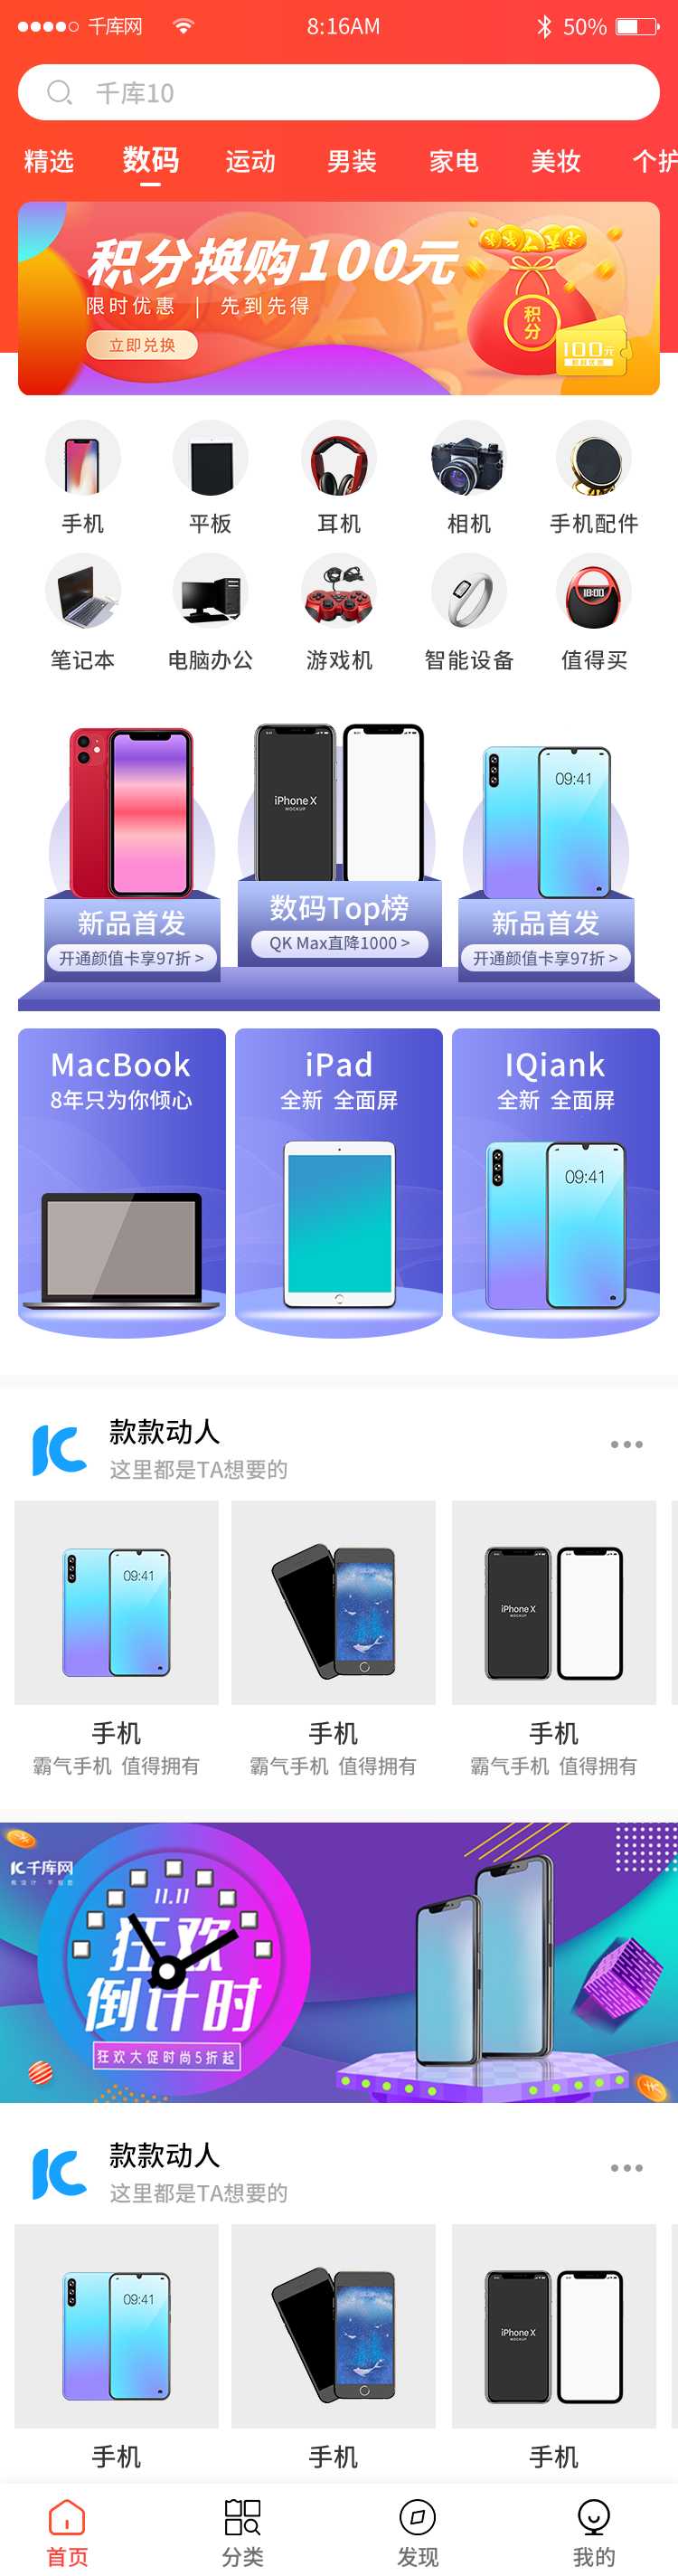 千库网 8:16AM 50%
千库10
精选 数码 运动 男装 家电 美妆 个护
积分换购100元
限时优惠 | 先到先得
立即兑换
积分
100元
手机 平板 耳机 相机 手机配件
18:00
笔记本 电脑办公 游戏机 智能设备 值得买
iPhone X
MOCKUP
09:41
新品首发 数码Top榜 新品首发
开通颜值卡享97折 > QK Max直降1000 > 开通颜值卡享97折 >
MacBook iPad IQiank
8年只为你倾心 全新 全面屏 全新 全面屏
09:41
款款动人
这里都是TA想要的
09:41
iPhone X
MOCKUP
手机 手机 手机
霸气手机 值得拥有 霸气手机 值得拥有 霸气手机 值得拥有
千库网
11.11
狂欢
倒计时
狂欢大促时尚5折起
款款动人
这里都是TA想要的
09:41
iPhone X
MOCKUP
手机 手机 手机
首页 分类 发现 我的